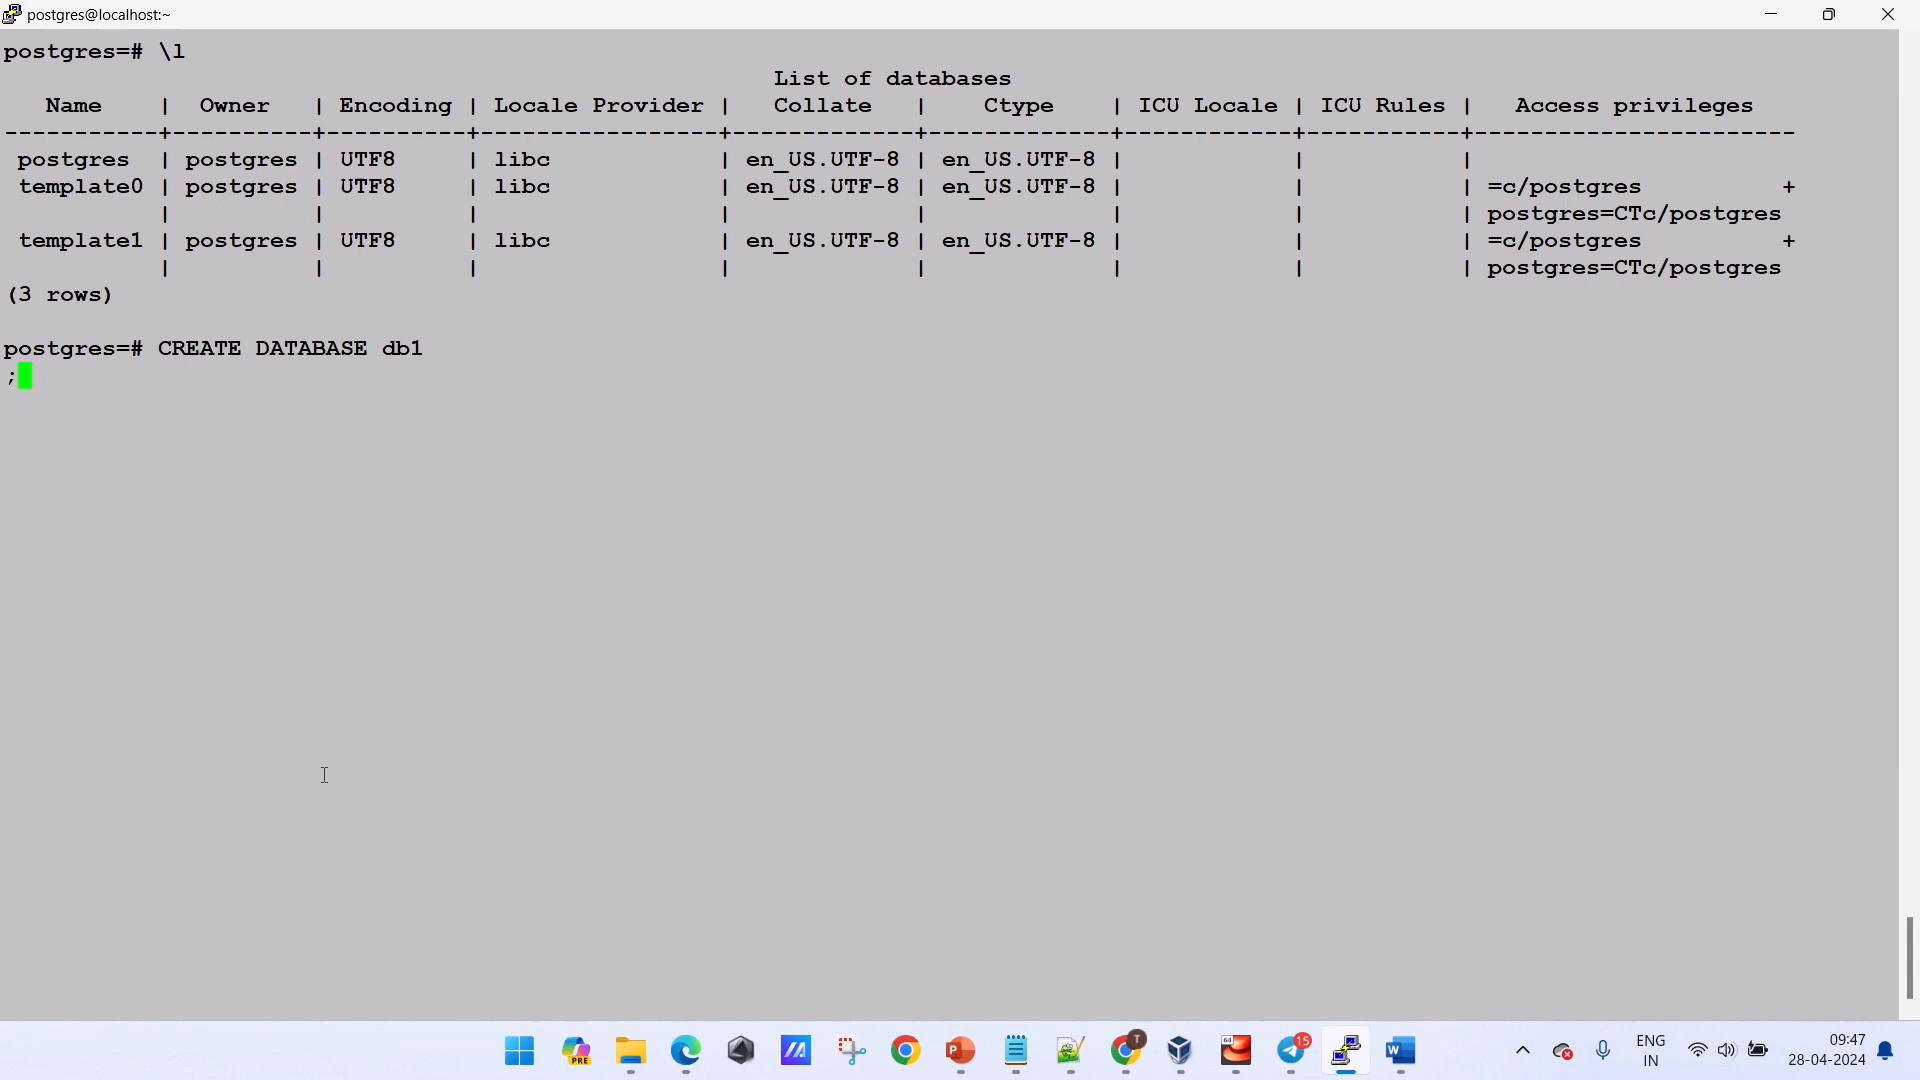 postgres@localhost:~
postgres=# \l
                                                       List of databases
   Name    |  Owner   | Encoding | Locale Provider |   Collate   |    Ctype    | ICU Locale | ICU Rules |   Access privileges
-----------+----------+----------+-----------------+-------------+-------------+------------+-----------+-----------------------
 postgres  | postgres | UTF8     | libc            | en_US.UTF-8 | en_US.UTF-8 |            |           |
 template0 | postgres | UTF8     | libc            | en_US.UTF-8 | en_US.UTF-8 |            |           | =c/postgres          +
           |          |          |                 |             |             |            |           | postgres=CTc/postgres
 template1 | postgres | UTF8     | libc            | en_US.UTF-8 | en_US.UTF-8 |            |           | =c/postgres          +
           |          |          |                 |             |             |            |           | postgres=CTc/postgres
(3 rows)
postgres=# CREATE DATABASE db1
;
PRE
P
T
64
15
W
ENG
IN
09:47
28-04-2024